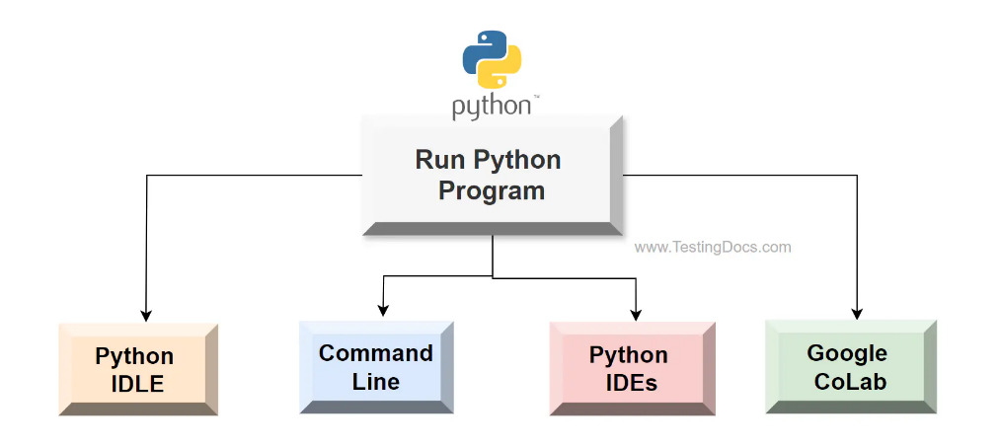 python™
Run Python
Program
www.TestingDocs.com
Python
IDLE
Command
Line
Python
IDEs
Google
CoLab